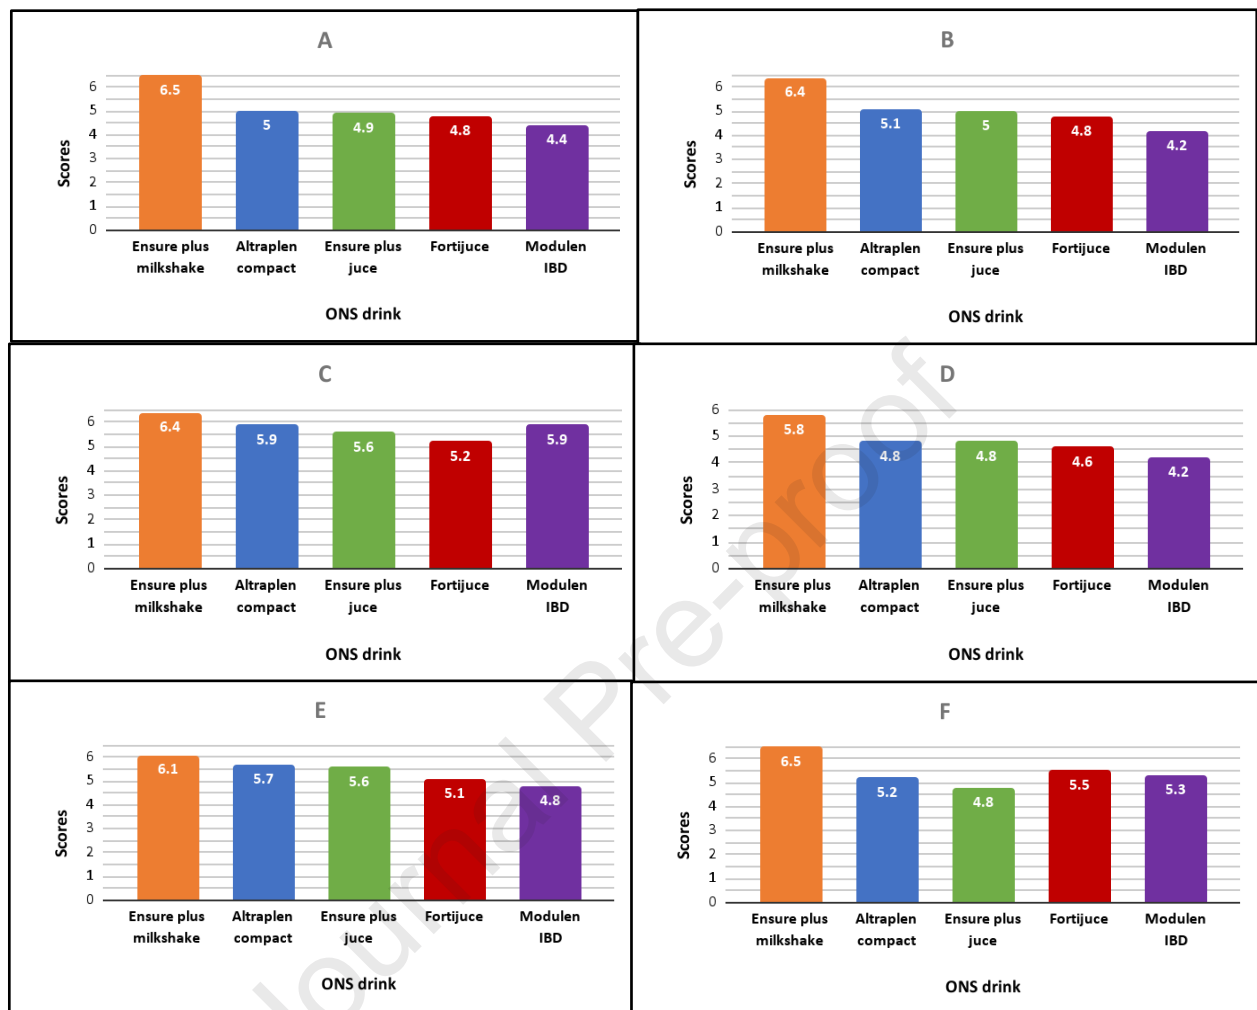 A
Scores
6
5
4
3
2
1
0
6.5
5
4.9
4.8
4.4
Ensure plus milkshake
Altraplen compact
Ensure plus juce
Fortijuce
Modulen IBD
ONS drink
B
Scores
6
5
4
3
2
1
0
6.4
5.1
5
4.8
4.2
Ensure plus milkshake
Altraplen compact
Ensure plus juce
Fortijuce
Modulen IBD
ONS drink
C
Scores
6
5
4
3
2
1
0
6.4
5.9
5.6
5.2
5.9
Ensure plus milkshake
Altraplen compact
Ensure plus juce
Fortijuce
Modulen IBD
ONS drink
D
Scores
6
5
4
3
2
1
0
5.8
4.8
4.8
4.6
4.2
Ensure plus milkshake
Altraplen compact
Ensure plus juce
Fortijuce
Modulen IBD
ONS drink
E
Scores
6
5
4
3
2
1
0
6.1
5.7
5.6
5.1
4.8
Ensure plus milkshake
Altraplen compact
Ensure plus juce
Fortijuce
Modulen IBD
ONS drink
F
Scores
6
5
4
3
2
1
0
6.5
5.2
4.8
5.5
5.3
Ensure plus milkshake
Altraplen compact
Ensure plus juce
Fortijuce
Modulen IBD
ONS drink
Journal Pre-proof